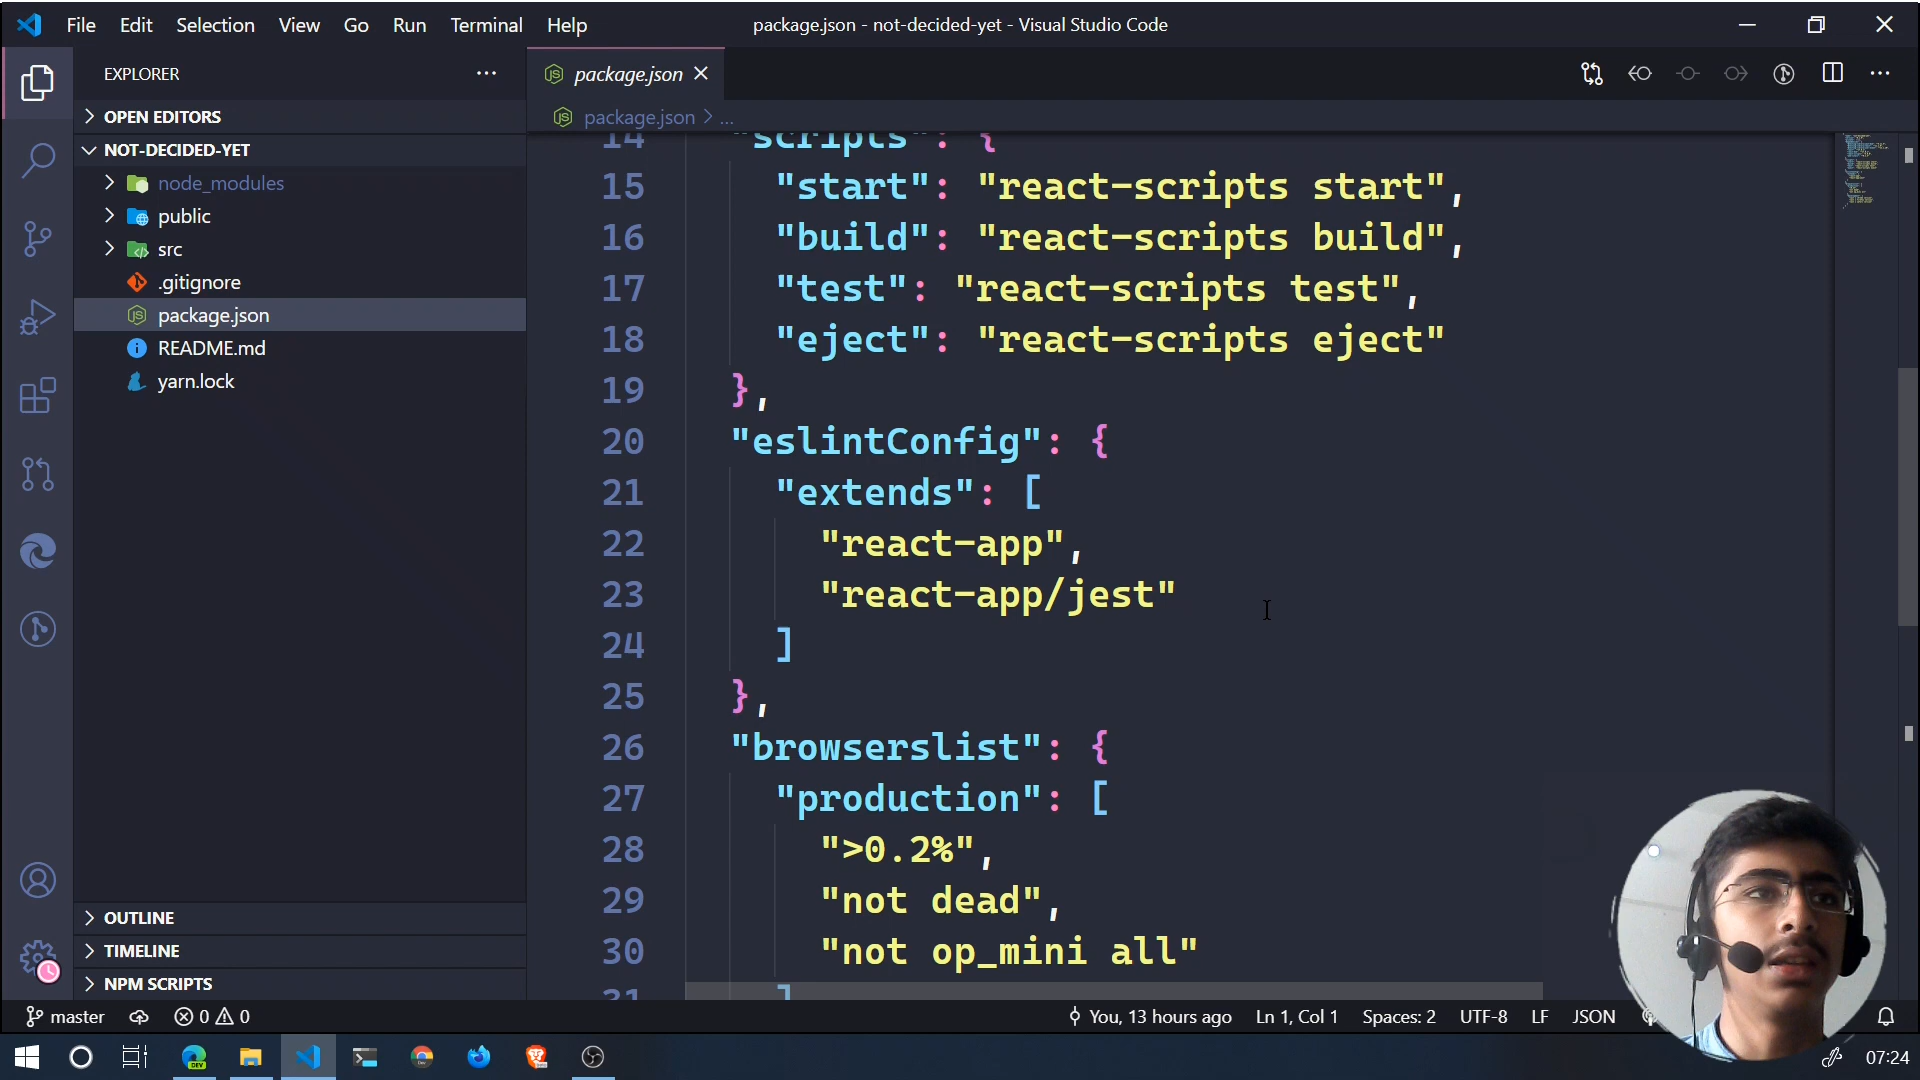 File Edit Selection View Go Run Terminal Help
package.json - not-decided-yet - Visual Studio Code
EXPLORER
OPEN EDITORS
NOT-DECIDED-YET
node_modules
public
src
.gitignore
package.json
README.md
yarn.lock
OUTLINE
TIMELINE
NPM SCRIPTS
package.json
package.json > ...
14 "scripts": {
15 "start": "react-scripts start",
16 "build": "react-scripts build",
17 "test": "react-scripts test",
18 "eject": "react-scripts eject"
19 },
20 "eslintConfig": {
21 "extends": [
22 "react-app",
23 "react-app/jest"
24 ]
25 },
26 "browserslist": {
27 "production": [
28 ">0.2%",
29 "not dead",
30 "not op_mini all"
31 ]
master 0 0 You, 13 hours ago Ln 1, Col 1 Spaces: 2 UTF-8 LF JSON
DEV
Dev
07:24